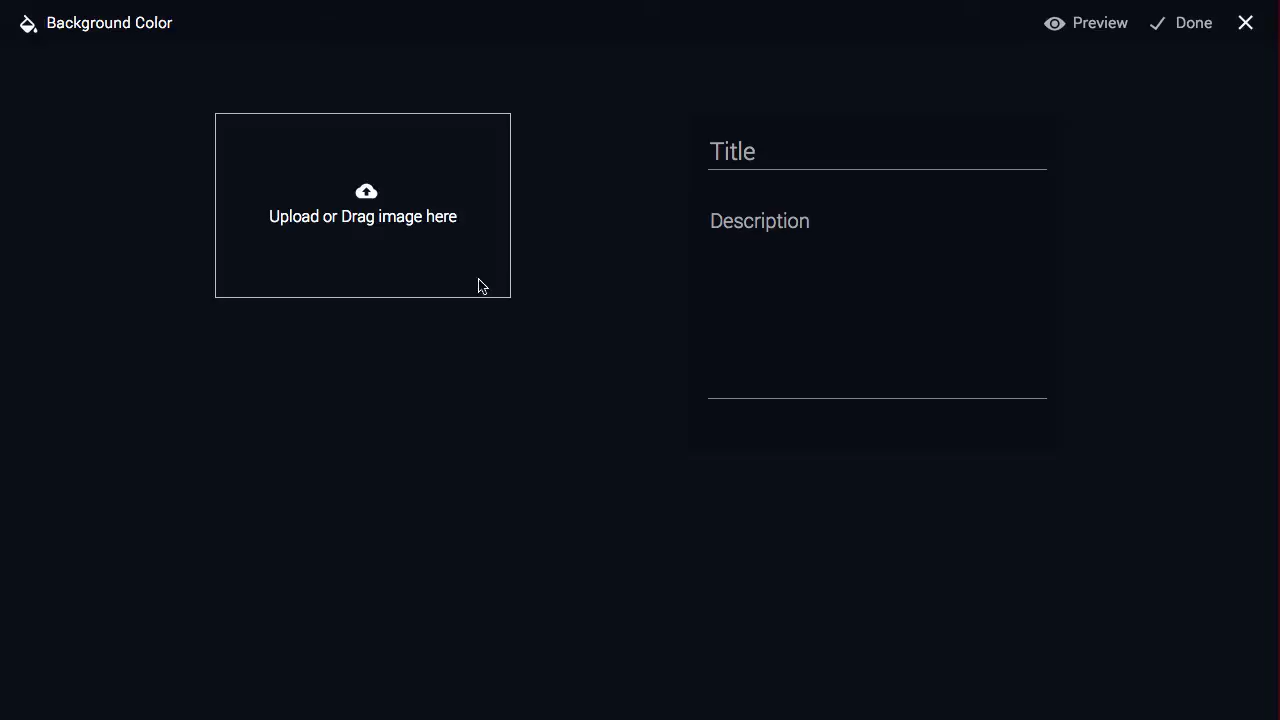 Background Color
Preview
Done
Upload or Drag image here
Title
Description